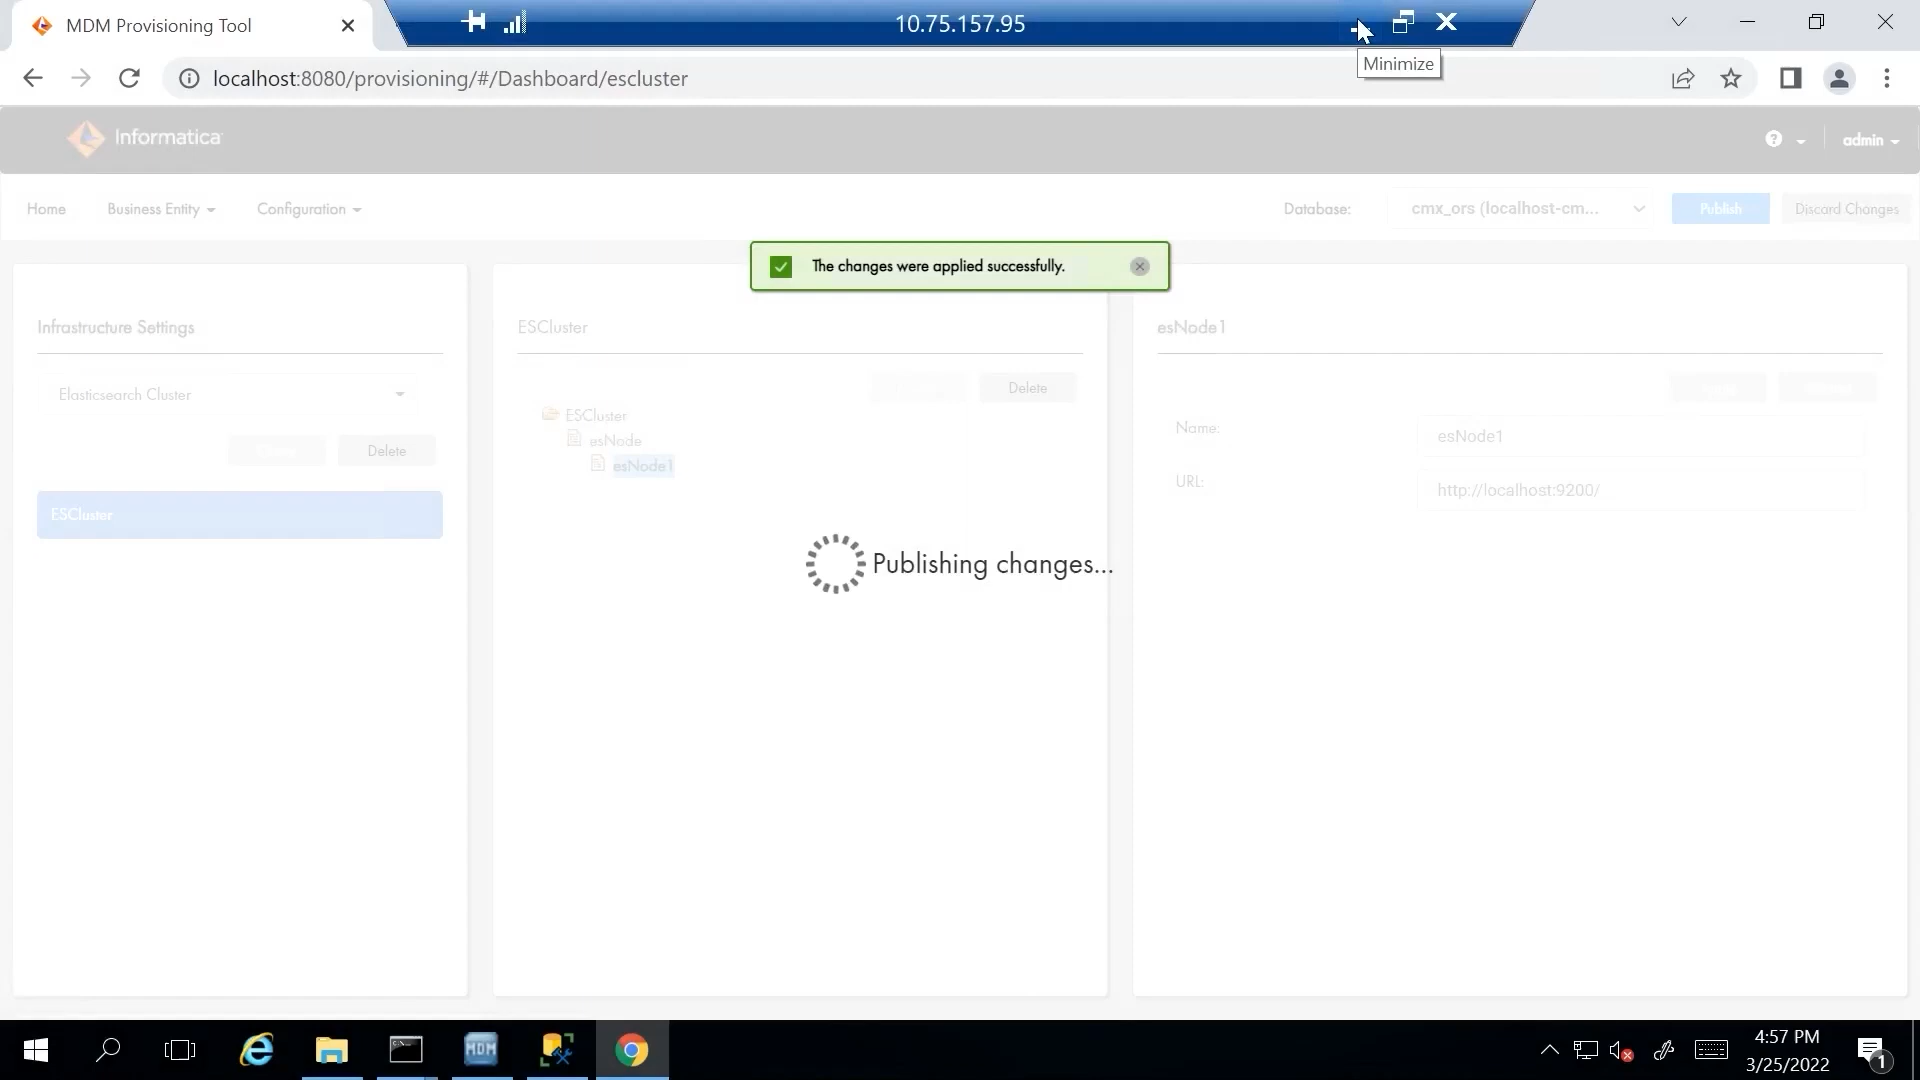 MDM Provisioning Tool
10.75.157.95
Minimize
localhost:8080/provisioning/#/Dashboard/escluster
Informatica
admin
Home
Business Entity
Configuration
Database:
cmx_ors (localhost-cm...
Publish
Discard Changes
The changes were applied successfully.
Infrastructure Settings
Elasticsearch Cluster
Delete
ESCluster
ESCluster
Delete
ESCluster
esNode
esNode1
Publishing changes...
esNode1
Name:
esNode1
URL:
http://localhost:9200/
MDM
4:57 PM
3/25/2022
1